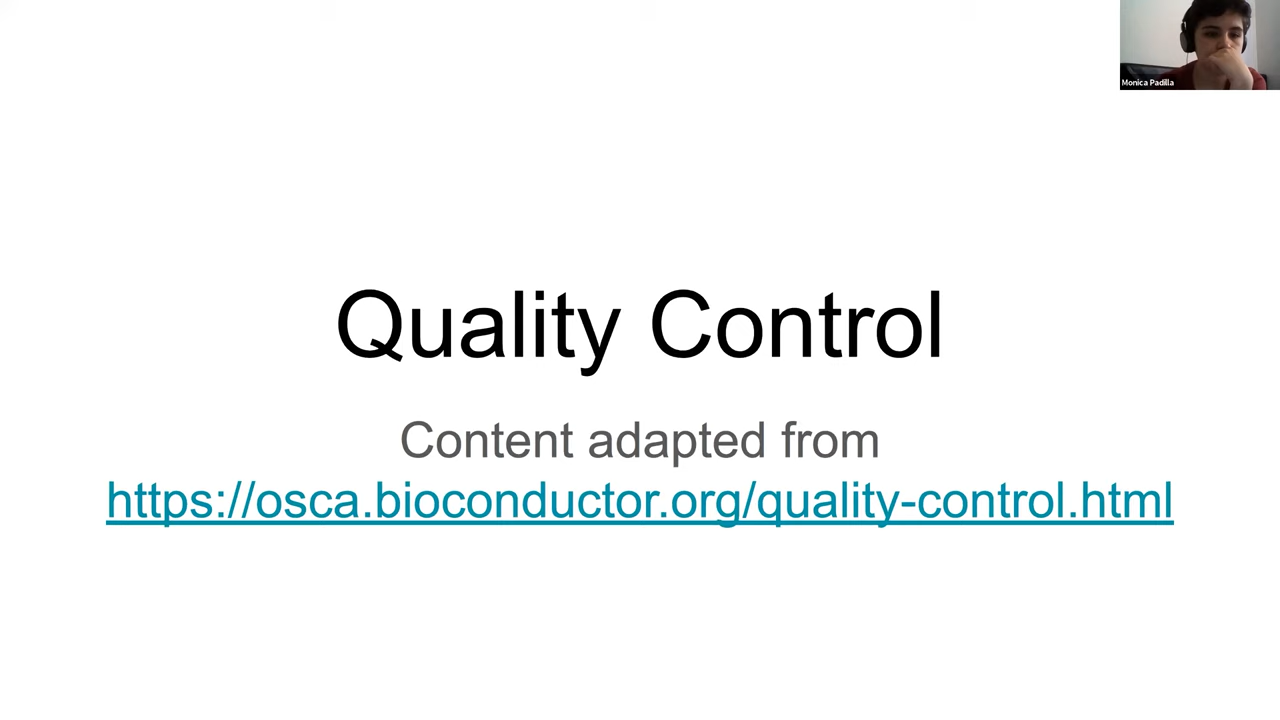 Monica Padilla
Quality Control
Content adapted from
https://osca.bioconductor.org/quality-control.html